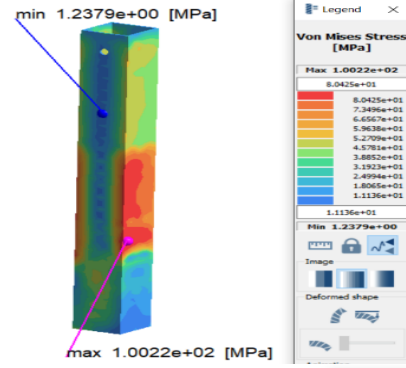 min 1.2379e+00 [MPa]
max 1.0022e+02 [MPa]
Legend
Von Mises Stress
[MPa]
Max 1.0022e+02
8.0425e+01
8.0425e+01
7.3496e+01
6.6567e+01
5.9638e+01
5.2709e+01
4.5781e+01
3.8852e+01
3.1923e+01
2.4994e+01
1.8065e+01
1.1136e+01
1.1136e+01
Min 1.2379e+00
Image
Deformed shape